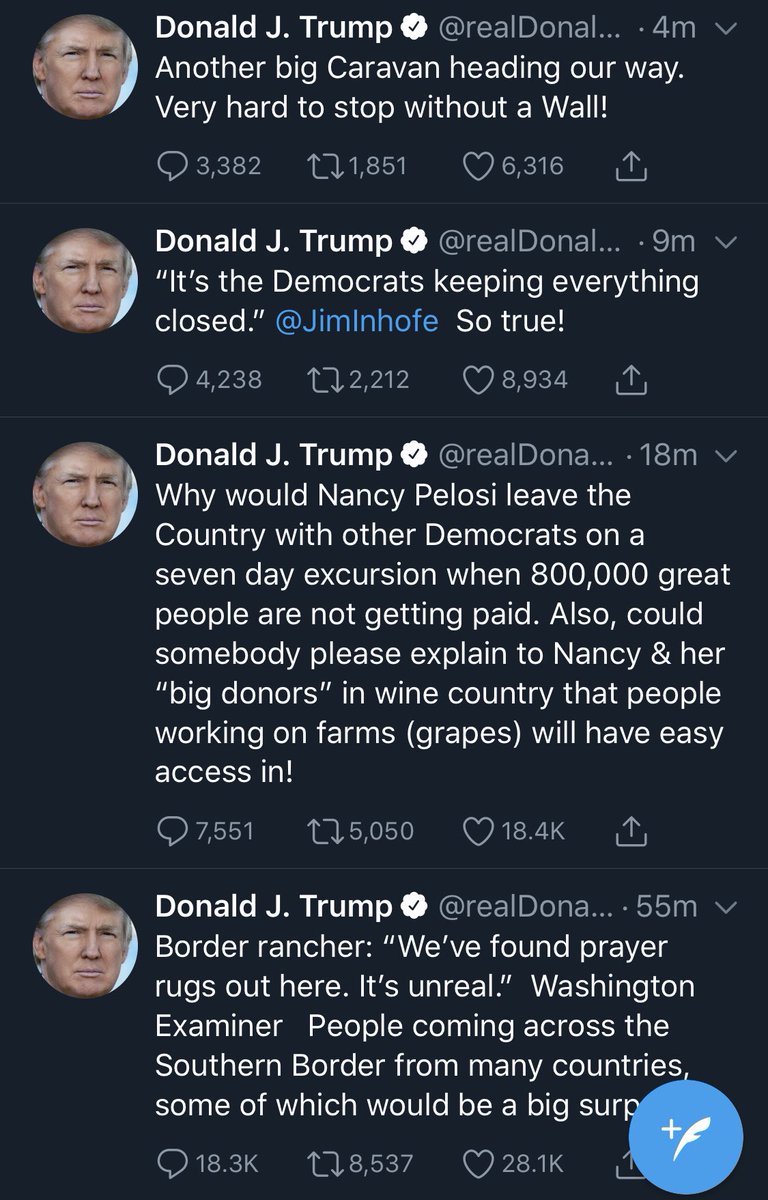 Donald J. Trump @realDonal... · 4m
Another big Caravan heading our way.
Very hard to stop without a Wall!
3,382 1,851 6,316
Donald J. Trump @realDonal... · 9m
“It’s the Democrats keeping everything
closed.” @JimInhofe So true!
4,238 2,212 8,934
Donald J. Trump @realDona... · 18m
Why would Nancy Pelosi leave the
Country with other Democrats on a
seven day excursion when 800,000 great
people are not getting paid. Also, could
somebody please explain to Nancy & her
“big donors” in wine country that people
working on farms (grapes) will have easy
access in!
7,551 5,050 18.4K
Donald J. Trump @realDona... · 55m
Border rancher: “We’ve found prayer
rugs out here. It’s unreal.” Washington
Examiner People coming across the
Southern Border from many countries,
some of which would be a big
18.3K 8,537 28.1K